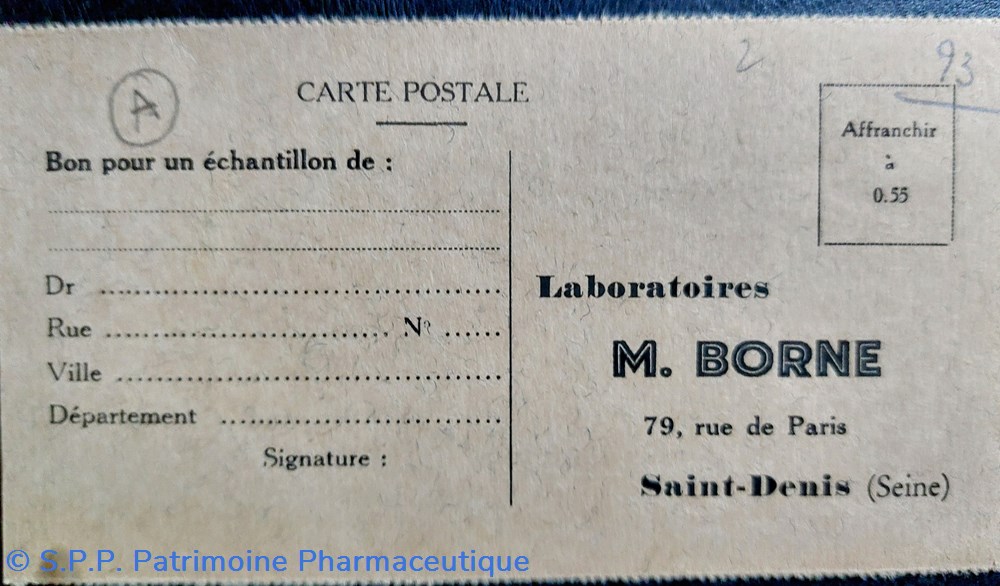 2
93
A
CARTE POSTALE
Affranchir
à
0.55
Bon pour un échantillon de :
Dr
Rue N°
Ville
Département
Signature :
Laboratoires
M. BORNE
79, rue de Paris
Saint-Denis (Seine)
© S.P.P. Patrimoine Pharmaceutique